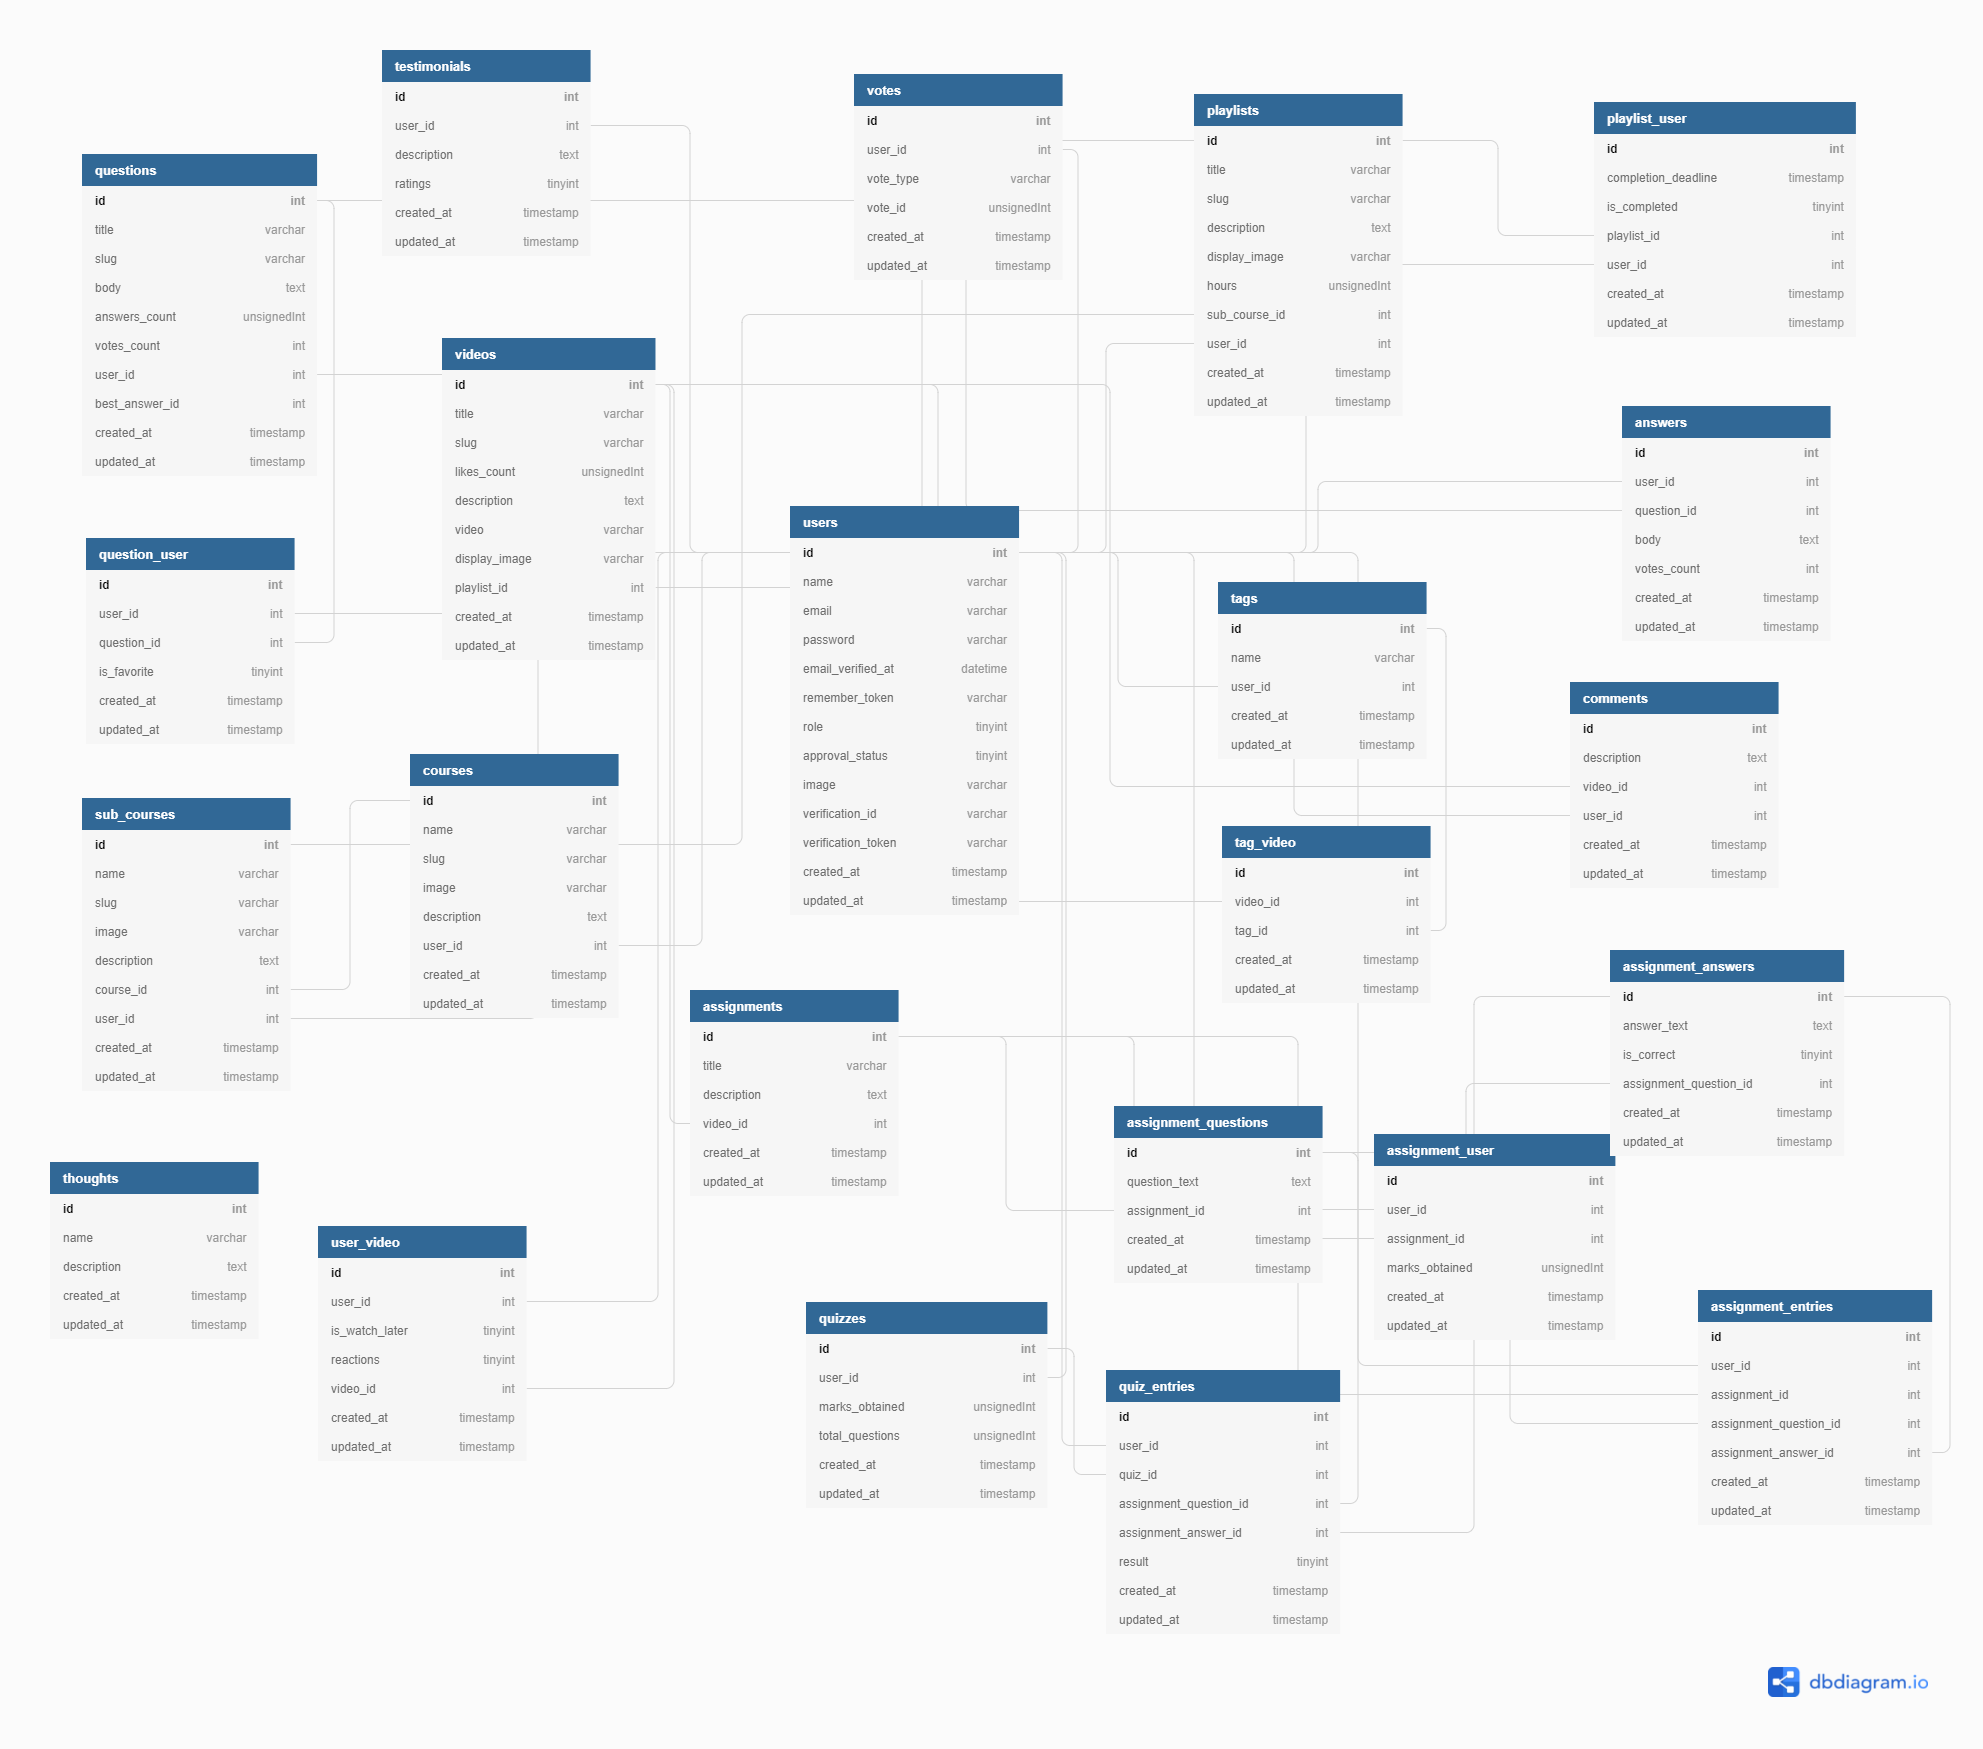 testimonials
id int
user_id int
description text
ratings tinyint
created_at timestamp
updated_at timestamp
votes
id int
user_id int
vote_type varchar
vote_id unsignedInt
created_at timestamp
updated_at timestamp
playlists
id int
title varchar
slug varchar
description text
display_image varchar
hours unsignedInt
sub_course_id int
user_id int
created_at timestamp
updated_at timestamp
playlist_user
id int
completion_deadline timestamp
is_completed tinyint
playlist_id int
user_id int
created_at timestamp
updated_at timestamp
questions
id int
title varchar
slug varchar
body text
answers_count unsignedInt
votes_count int
user_id int
best_answer_id int
created_at timestamp
updated_at timestamp
videos
id int
title varchar
slug varchar
likes_count unsignedInt
description text
video varchar
display_image varchar
playlist_id int
created_at timestamp
updated_at timestamp
answers
id int
user_id int
question_id int
body text
votes_count int
created_at timestamp
updated_at timestamp
users
id int
name varchar
email varchar
password varchar
email_verified_at datetime
remember_token varchar
role tinyint
approval_status tinyint
image varchar
verification_id varchar
verification_token varchar
created_at timestamp
updated_at timestamp
question_user
id int
user_id int
question_id int
is_favorite tinyint
created_at timestamp
updated_at timestamp
tags
id int
name varchar
user_id int
created_at timestamp
updated_at timestamp
comments
id int
description text
video_id int
user_id int
created_at timestamp
updated_at timestamp
courses
id int
name varchar
slug varchar
image varchar
description text
user_id int
created_at timestamp
updated_at timestamp
sub_courses
id int
name varchar
slug varchar
image varchar
description text
course_id int
user_id int
created_at timestamp
updated_at timestamp
tag_video
id int
video_id int
tag_id int
created_at timestamp
updated_at timestamp
assignment_answers
id int
answer_text text
is_correct tinyint
assignment_question_id int
created_at timestamp
updated_at timestamp
assignments
id int
title varchar
description text
video_id int
created_at timestamp
updated_at timestamp
assignment_questions
id int
question_text text
assignment_id int
created_at timestamp
updated_at timestamp
assignment_user
id int
user_id int
assignment_id int
marks_obtained unsignedInt
created_at timestamp
updated_at timestamp
thoughts
id int
name varchar
description text
created_at timestamp
updated_at timestamp
user_video
id int
user_id int
is_watch_later tinyint
reactions tinyint
video_id int
created_at timestamp
updated_at timestamp
quizzes
id int
user_id int
marks_obtained unsignedInt
total_questions unsignedInt
created_at timestamp
updated_at timestamp
assignment_entries
id int
user_id int
assignment_id int
assignment_question_id int
assignment_answer_id int
created_at timestamp
updated_at timestamp
quiz_entries
id int
user_id int
quiz_id int
assignment_question_id int
assignment_answer_id int
result tinyint
created_at timestamp
updated_at timestamp
dbdiagram.io